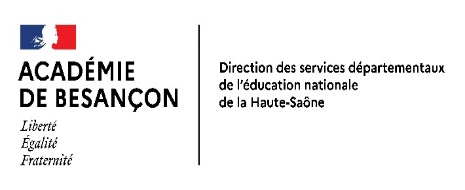 ACADÉMIE
DE BESANÇON
Liberté
Égalité
Fraternité
Direction des services départementaux
de l'éducation nationale
de la Haute-Saône